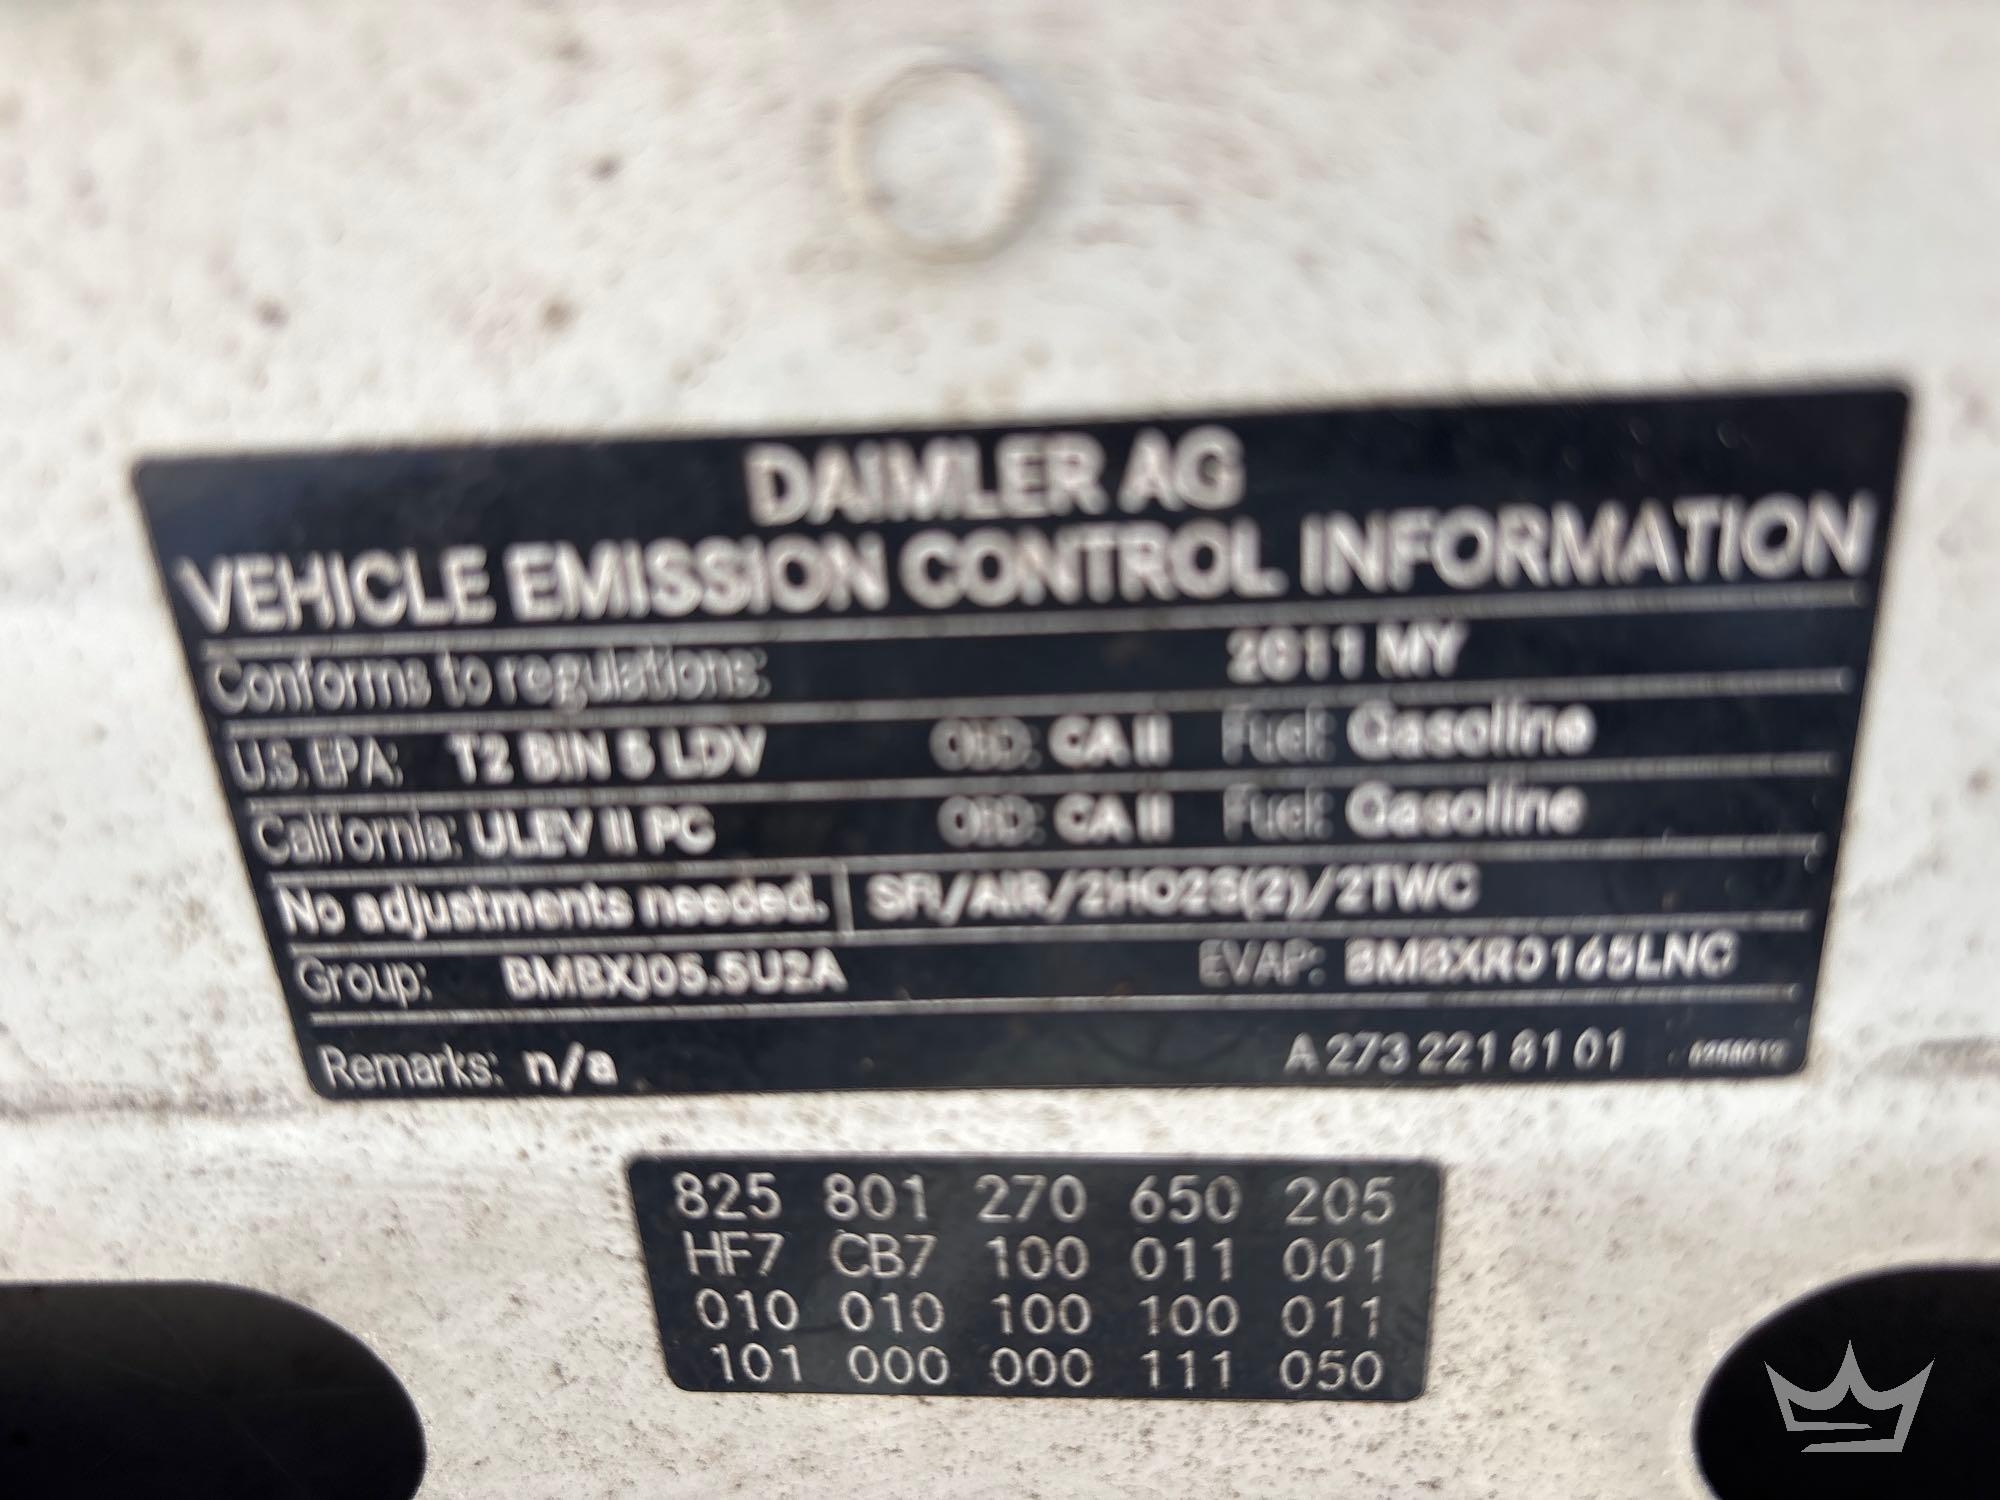 DAIMLER AG
VEHICLE EMISSION CONTROL INFORMATION
Conforms to regulations: 2011 MY
U.S. EPA: T2 BIN 5 LDV OBD: CA II Fuel: Gasoline
California: ULEV II PC OBD: CA II Fuel: Gasoline
No adjustments needed. SFI/AIR/2HO2S(2)/2TWC
Group: BMBXJ05.5U2A EVAP: BMBXR0165LNC
Remarks: n/a A 273 221 81 01
825 801 270 650 205
HF7 CB7 100 011 001
010 010 100 100 011
101 000 000 111 050